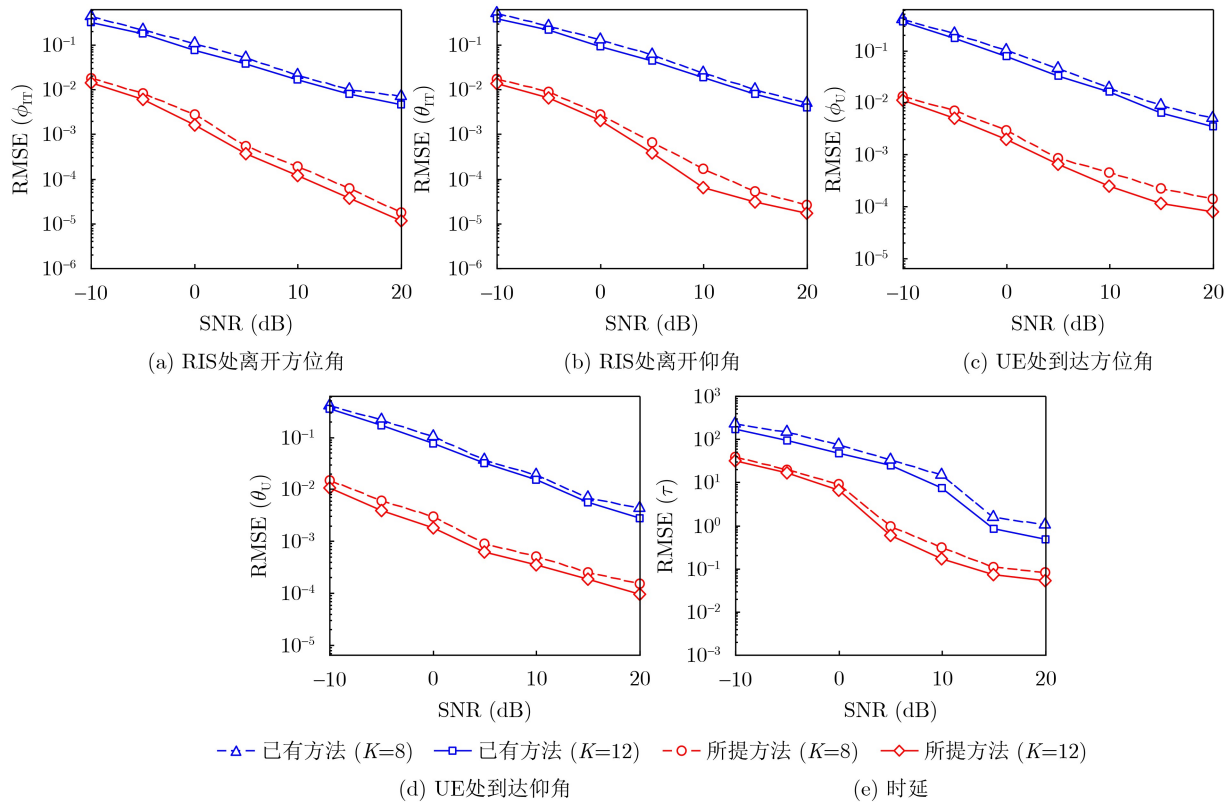 10⁻¹ 10⁻² 10⁻³ 10⁻⁴ 10⁻⁵ 10⁻⁶
RMSE (ϕ_IT)
−10 0 10 20
SNR (dB)
(a) RIS处离开方位角
10⁻¹ 10⁻² 10⁻³ 10⁻⁴ 10⁻⁵ 10⁻⁶
RMSE (θ_IT)
−10 0 10 20
SNR (dB)
(b) RIS处离开仰角
10⁻¹ 10⁻² 10⁻³ 10⁻⁴ 10⁻⁵
RMSE (ϕ_U)
−10 0 10 20
SNR (dB)
(c) UE处到达方位角
10⁻¹ 10⁻² 10⁻³ 10⁻⁴ 10⁻⁵
RMSE (θ_U)
−10 0 10 20
SNR (dB)
10³ 10² 10¹ 10⁰ 10⁻¹ 10⁻² 10⁻³
RMSE (τ)
−10 0 10 20
SNR (dB)
已有方法 (K=8) 已有方法 (K=12) 所提方法 (K=8) 所提方法 (K=12)
(d) UE处到达仰角
(e) 时延